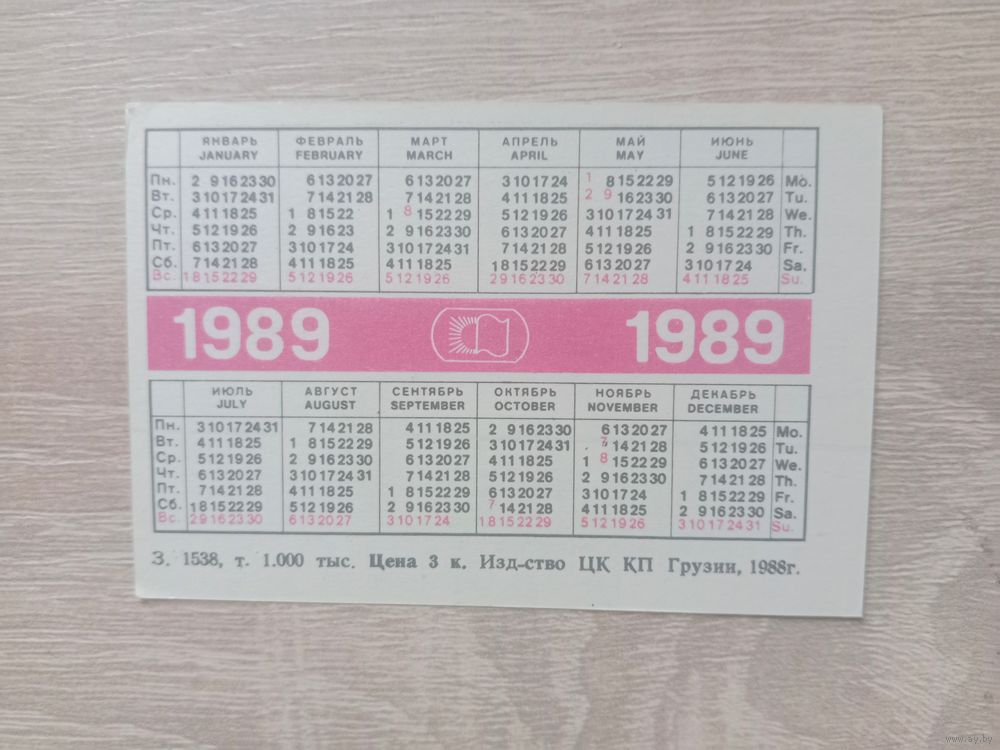 ЯНВАРЬ ФЕВРАЛЬ МАРТ АПРЕЛЬ МАЙ ИЮНЬ
JANUARY FEBRUARY MARCH APRIL MAY JUNE
Пн. 2 9 16 23 30 6 13 20 27 6 13 20 27 3 10 17 24 1 8 15 22 29 5 12 19 26 Mo.
Вт. 3 10 17 24 31 7 14 21 28 7 14 21 28 4 11 18 25 2 9 16 23 30 6 13 20 27 Tu.
Ср. 4 11 18 25 1 8 15 22 1 8 15 22 29 5 12 19 26 3 10 17 24 31 7 14 21 28 We.
Чт. 5 12 19 26 2 9 16 23 2 9 16 23 30 6 13 20 27 4 11 18 25 1 8 15 22 29 Th.
Пт. 6 13 20 27 3 10 17 24 3 10 17 24 31 7 14 21 28 5 12 19 26 2 9 16 23 30 Fr.
Сб. 7 14 21 28 4 11 18 25 4 11 18 25 1 8 15 22 29 6 13 20 27 3 10 17 24 Sa.
Вс. 1 8 15 22 29 5 12 19 26 5 12 19 26 2 9 16 23 30 7 14 21 28 4 11 18 25 Su.
1989 1989
ИЮЛЬ АВГУСТ СЕНТЯБРЬ ОКТЯБРЬ НОЯБРЬ ДЕКАБРЬ
JULY AUGUST SEPTEMBER OCTOBER NOVEMBER DECEMBER
Пн. 3 10 17 24 31 7 14 21 28 4 11 18 25 2 9 16 23 30 6 13 20 27 4 11 18 25 Mo.
Вт. 4 11 18 25 1 8 15 22 29 5 12 19 26 3 10 17 24 31 7 14 21 28 5 12 19 26 Tu.
Ср. 5 12 19 26 2 9 16 23 30 6 13 20 27 4 11 18 25 1 8 15 22 29 6 13 20 27 We.
Чт. 6 13 20 27 3 10 17 24 31 7 14 21 28 5 12 19 26 2 9 16 23 30 7 14 21 28 Th.
Пт. 7 14 21 28 4 11 18 25 1 8 15 22 29 6 13 20 27 3 10 17 24 1 8 15 22 29 Fr.
Сб. 1 8 15 22 29 5 12 19 26 2 9 16 23 30 7 14 21 28 4 11 18 25 2 9 16 23 30 Sa.
Вс. 2 9 16 23 30 6 13 20 27 3 10 17 24 1 8 15 22 29 5 12 19 26 3 10 17 24 31 Su.
З. 1538, т. 1.000 тыс. Цена 3 к. Изд-ство ЦК КП Грузии, 1988г.
www.ay.by